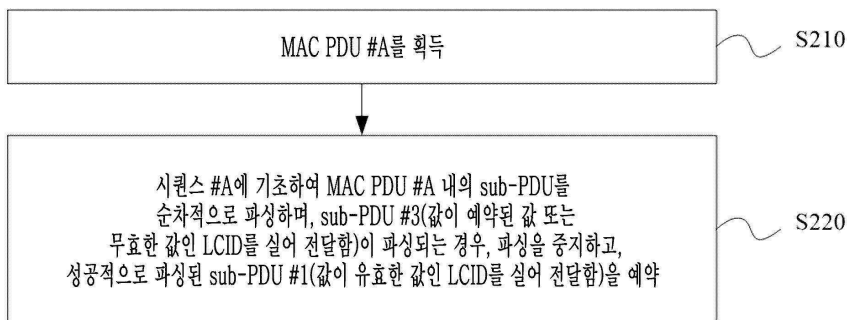 MAC PDU #A를 획득
S210
시퀀스 #A에 기초하여 MAC PDU #A 내의 sub-PDU를
순차적으로 파싱하며, sub-PDU #3(값이 예약된 값 또는
무효한 값인 LCID를 실어 전달함)이 파싱되는 경우, 파싱을 중지하고,
성공적으로 파싱된 sub-PDU #1(값이 유효한 값인 LCID를 실어 전달함)을 예약
S220